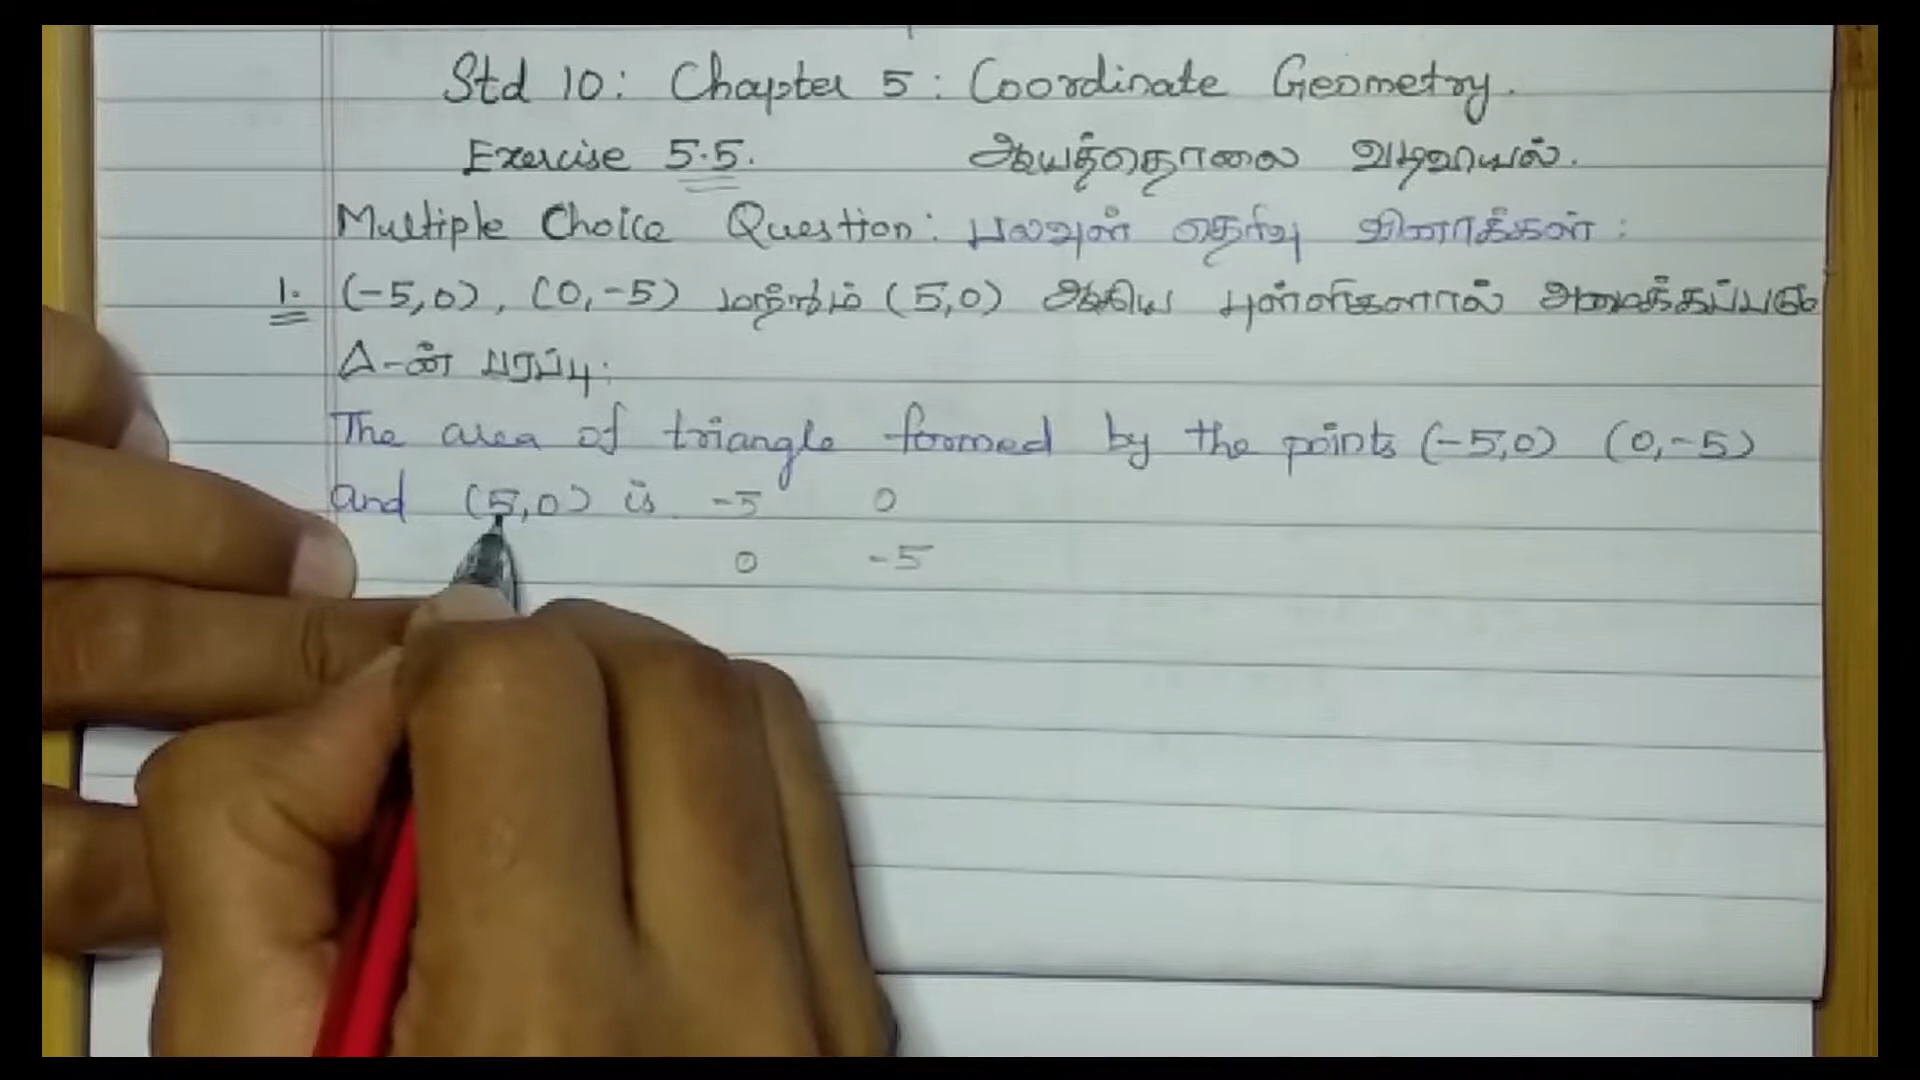 Std 10: Chapter 5: Coordinate Geometry.
Exercise 5.5. ஆயத்தொலை வடிவியல்.
Multiple Choice Question: பலவுள் தெரிவு வினாக்கள்:
1. (-5,0), (0,-5) மற்றும் (5,0) ஆகிய புள்ளிகளால் அமைக்கப்படும்
Δ-ன் பரப்பு:
The area of triangle formed by the points (-5,0) (0,-5)
and (5,0) is -5 0
0 -5